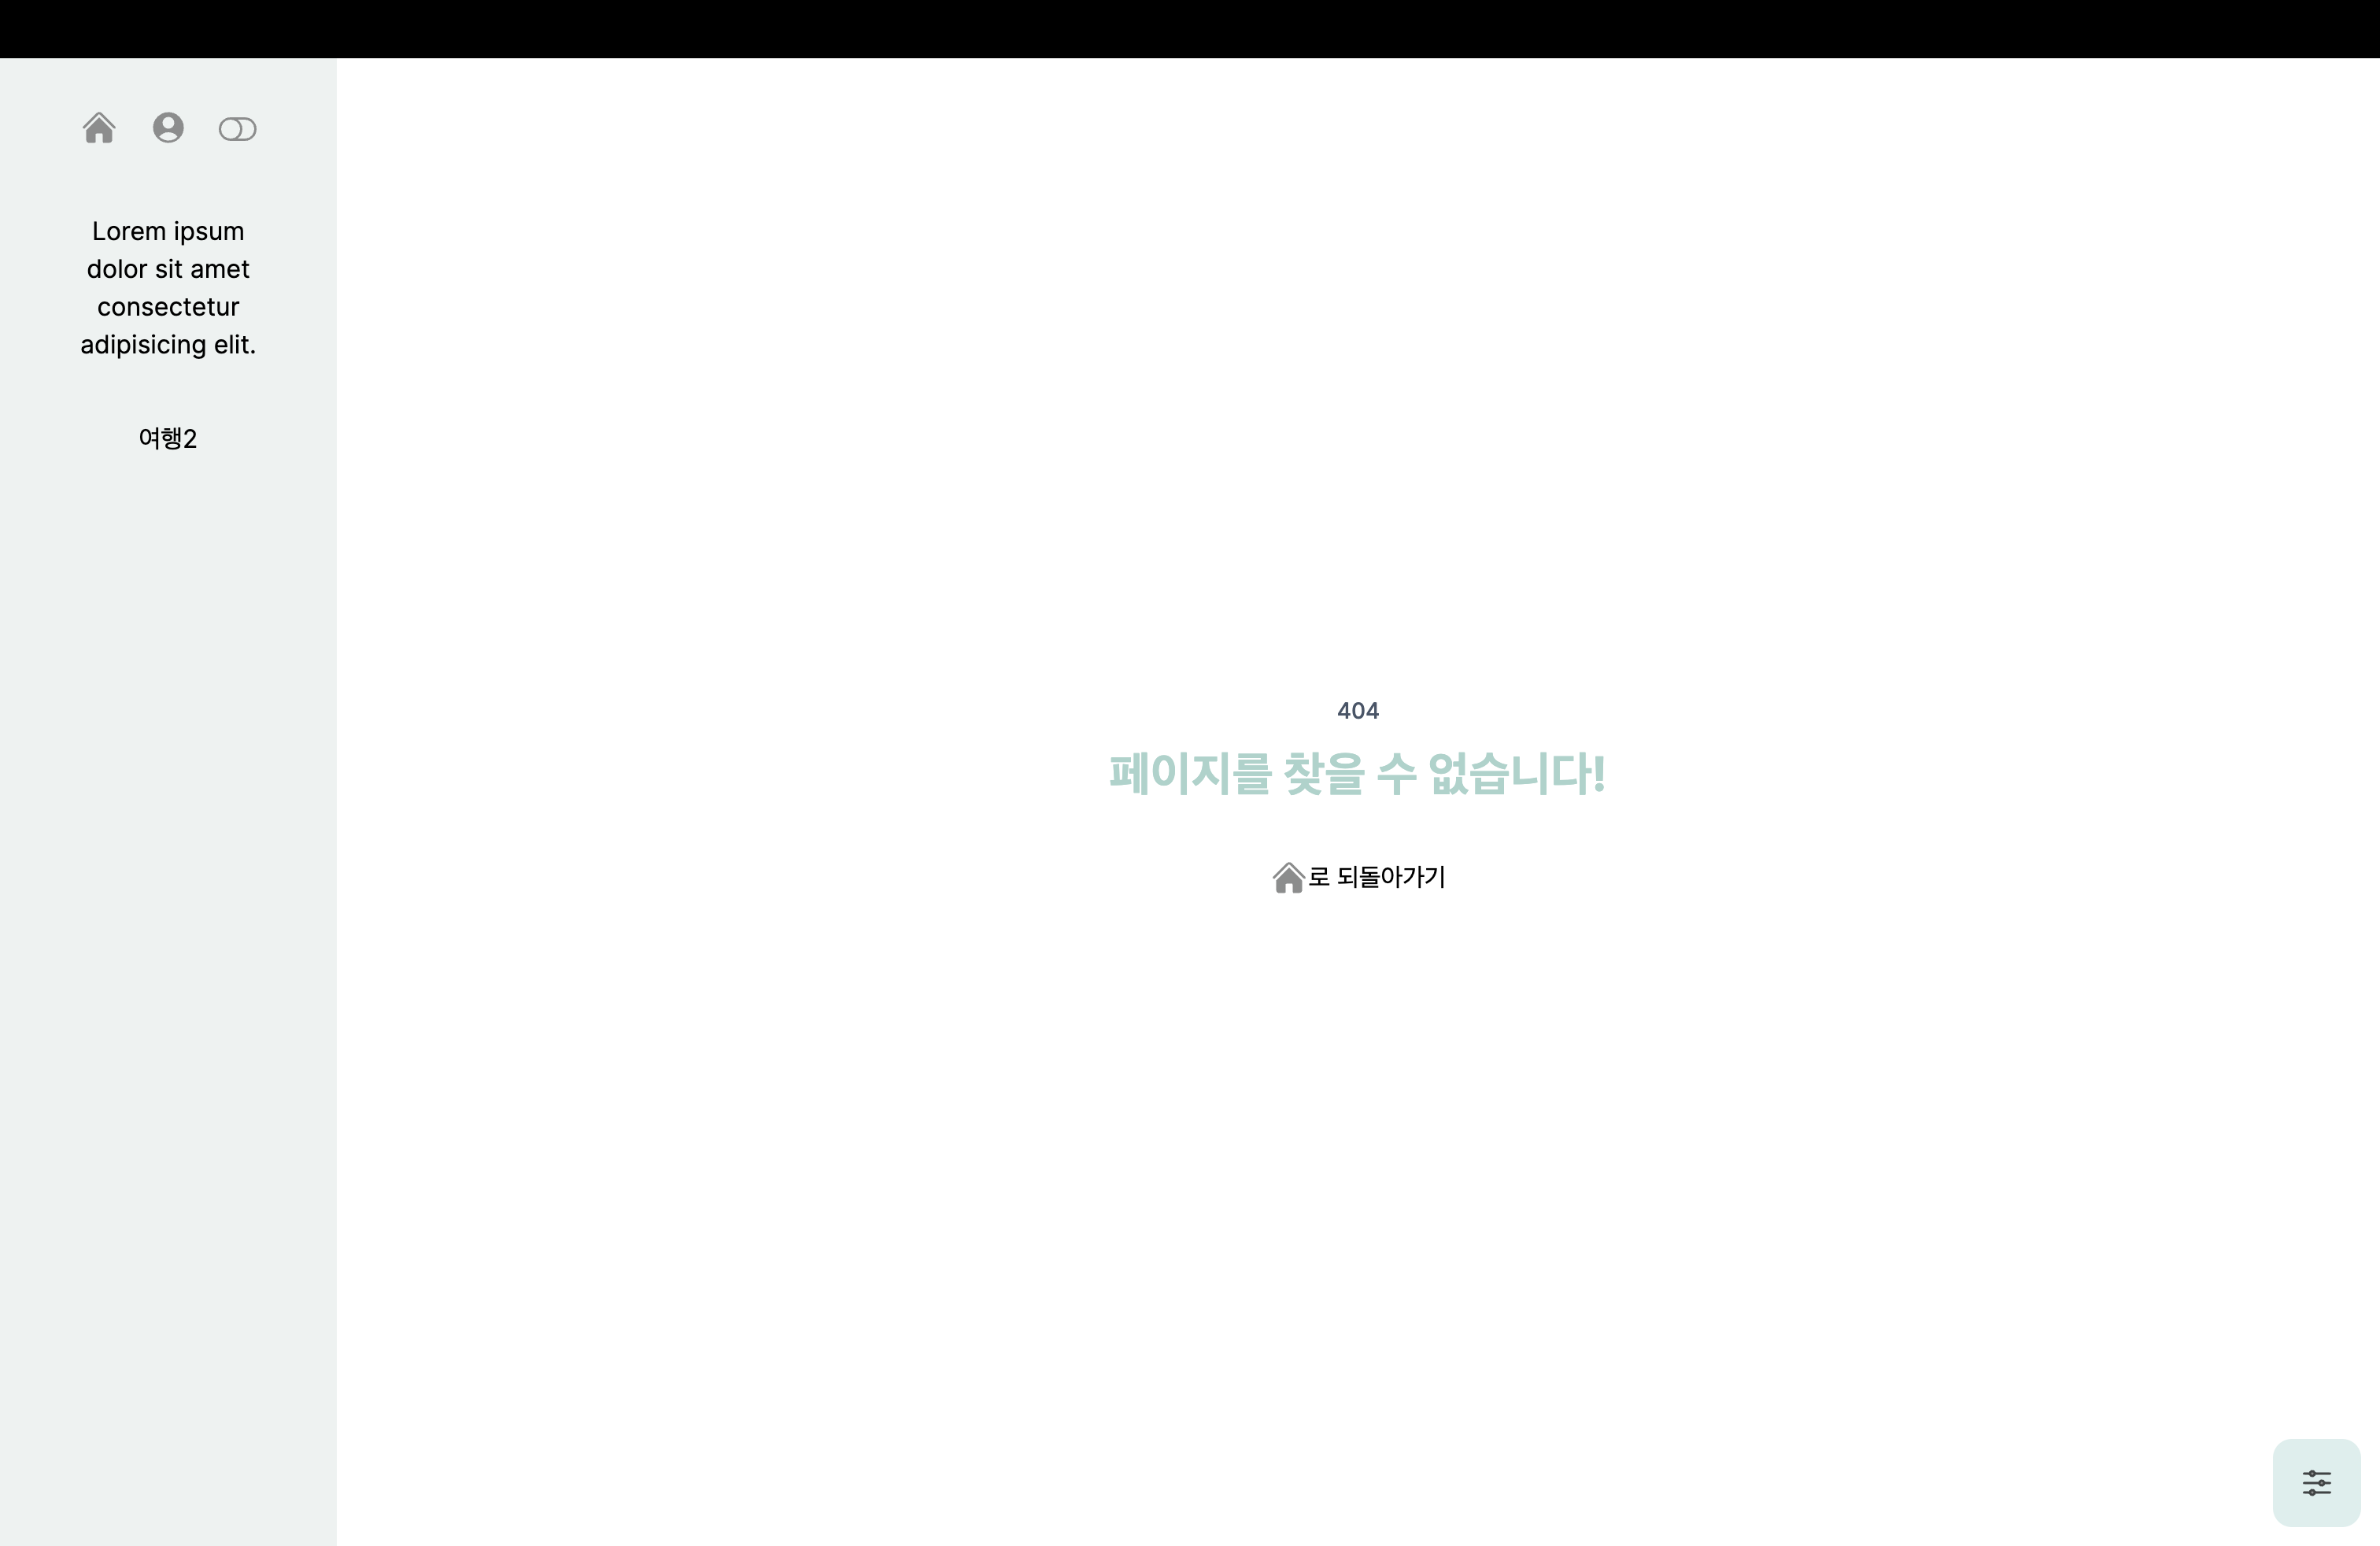 Lorem ipsum
dolor sit amet
consectetur
adipisicing elit.
여행2
404
페이지를 찾을 수 없습니다!
로 되돌아가기